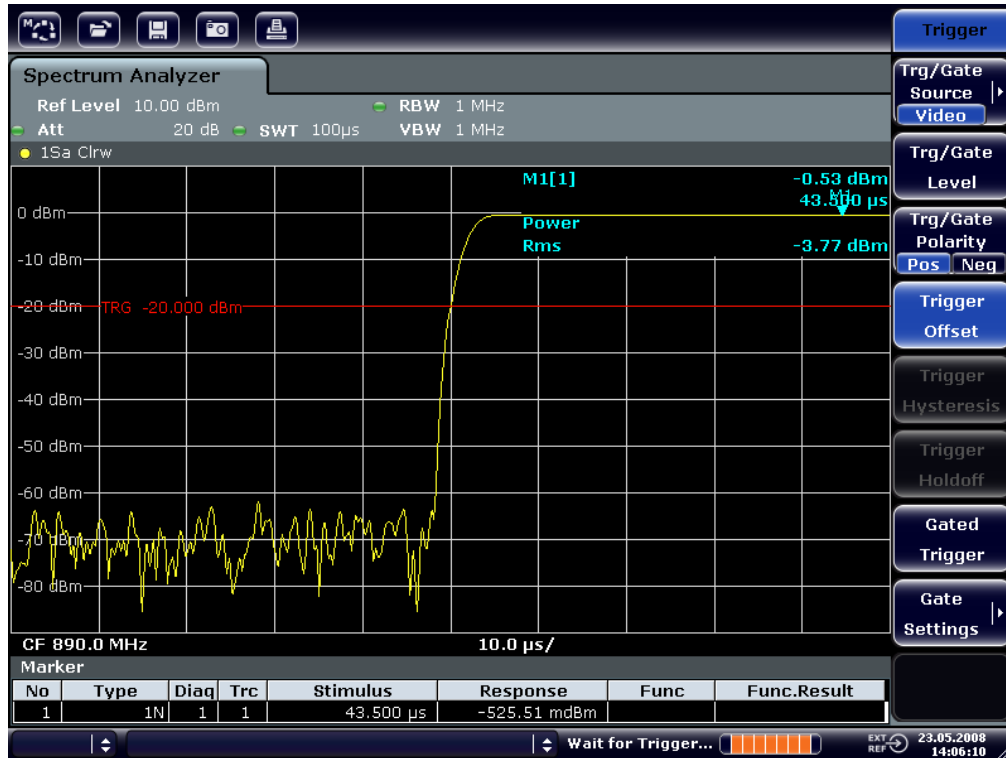 Trigger
Spectrum Analyzer
Ref Level 10.00 dBm RBW 1 MHz
Att 20 dB SWT 100µs VBW 1 MHz
1Sa Clrw
M1[1] -0.53 dBm
43.500 µs
M1
Power
Rms -3.77 dBm
0 dBm
-10 dBm
-20 dBm TRG -20.000 dBm
-30 dBm
-40 dBm
-50 dBm
-60 dBm
-70 dBm
-80 dBm
CF 890.0 MHz 10.0 µs/
Marker
No Type Diag Trc Stimulus Response Func Func.Result
1 1N 1 1 43.500 µs -525.51 mdBm
Wait for Trigger... EXT REF 23.05.2008
14:06:10
Trg/Gate
Source
Video
Trg/Gate
Level
Trg/Gate
Polarity
Pos Neg
Trigger
Offset
Trigger
Hysteresis
Trigger
Holdoff
Gated
Trigger
Gate
Settings